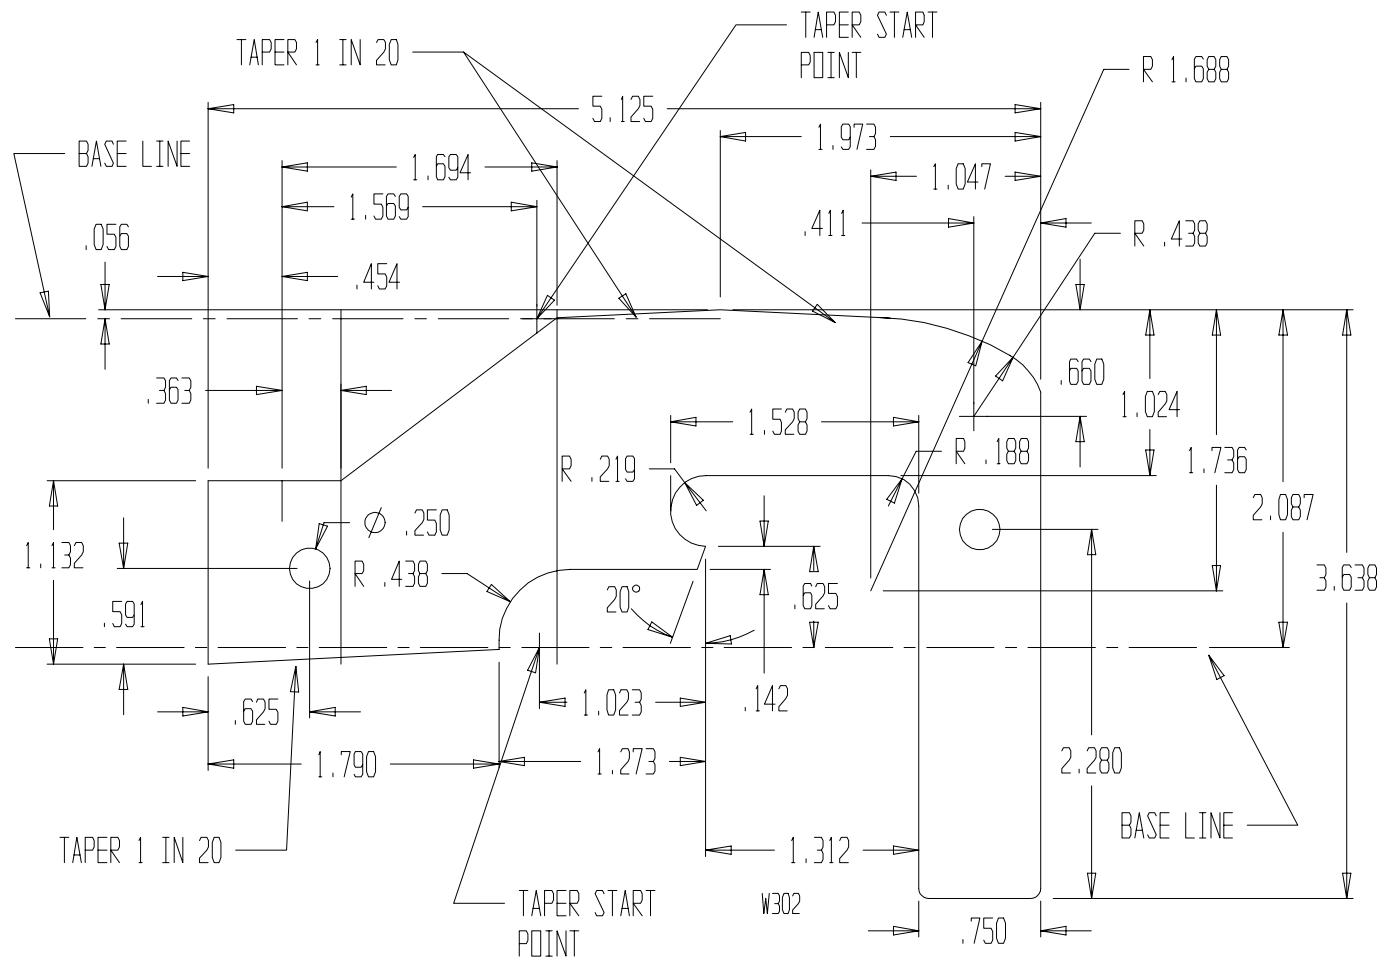 TAPER START
POINT
TAPER 1 IN 20
R 1.688
5.125
1.973
BASE LINE
1.694
1.047
1.569
.411
R .438
.056
.454
.363
.660
1.024
1.528
R .188
R .219
1.736
2.087
Ø .250
1.132
R .438
3.638
20°
.625
.591
.625
1.023
.142
1.790
1.273
2.280
BASE LINE
TAPER 1 IN 20
1.312
TAPER START
POINT
W302
.750